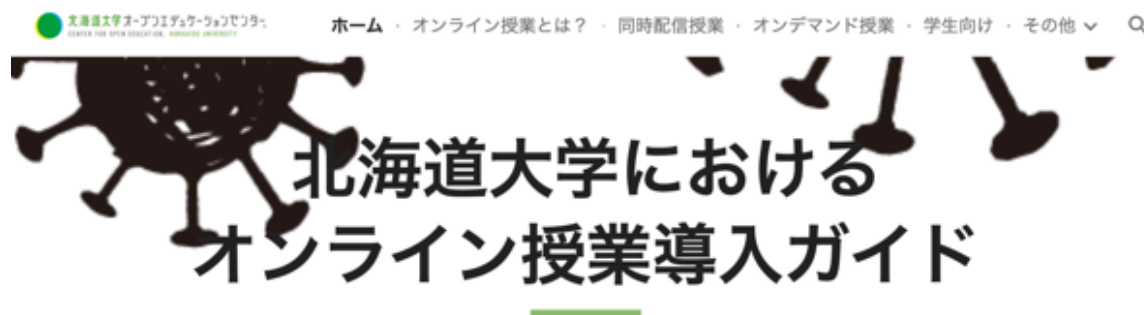 北海道大学オープンエデュケーションセンター
CENTER FOR OPEN EDUCATION, HOKKAIDO UNIVERSITY
ホーム · オンライン授業とは？ · 同時配信授業 · オンデマンド授業 · 学生向け · その他
北海道大学における
オンライン授業導入ガイド